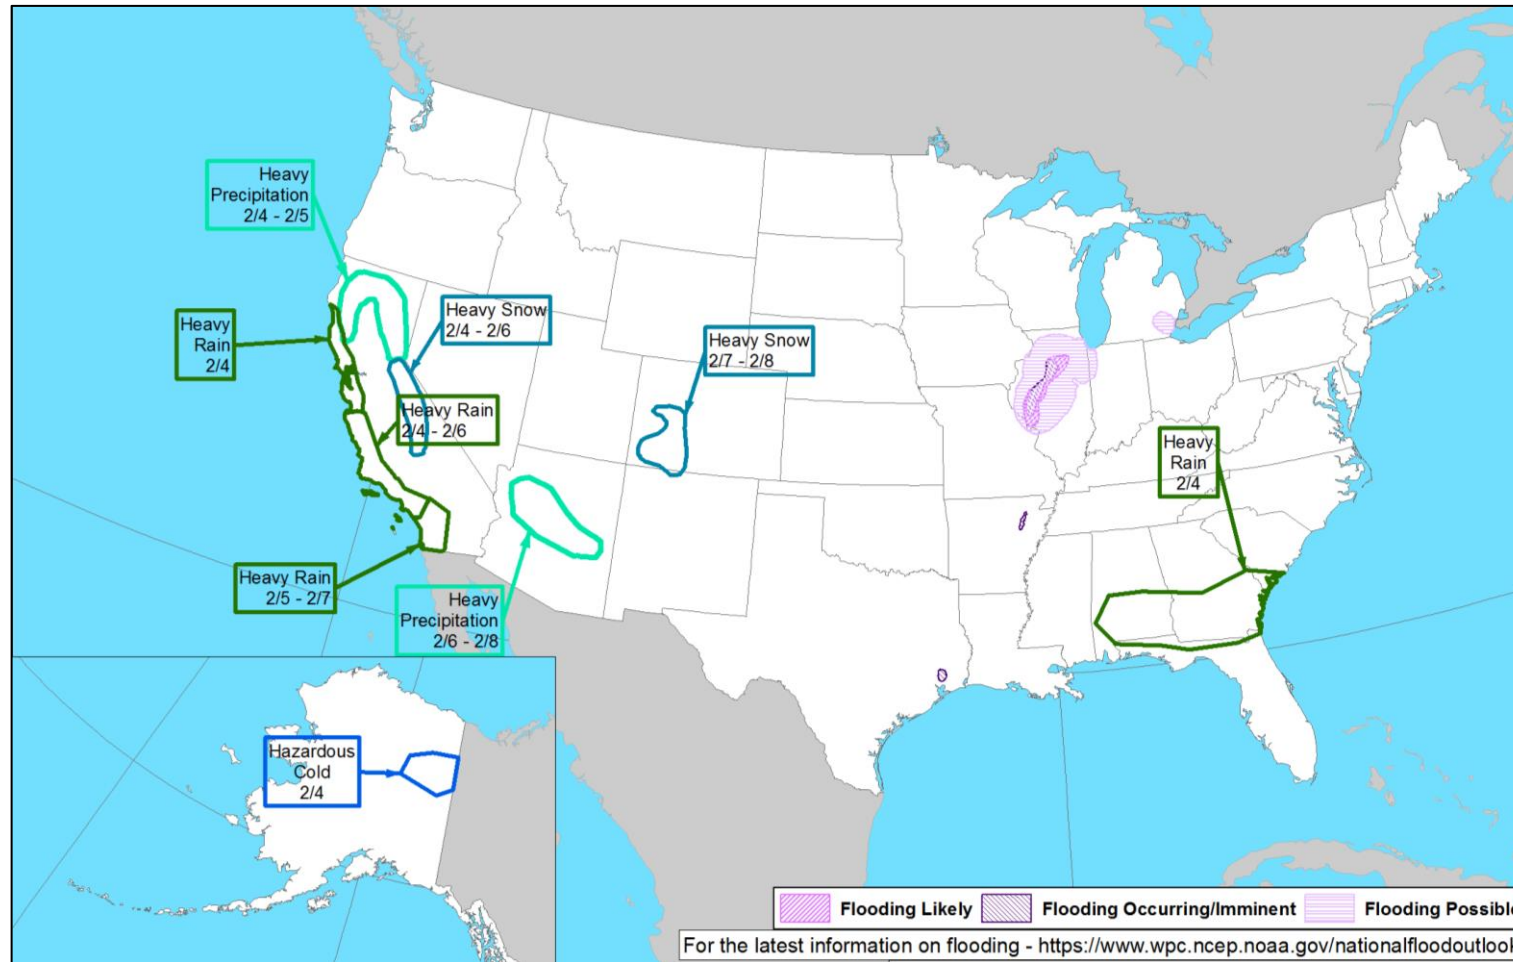 Heavy
Precipitation
2/4 - 2/5
Heavy
Rain
2/4
Heavy Snow
2/4 - 2/6
Heavy Snow
2/7 - 2/8
Heavy Rain
2/4 - 2/6
Heavy
Rain
2/4
Heavy Rain
2/5 - 2/7
Heavy
Precipitation
2/6 - 2/8
Hazardous
Cold
2/4
Flooding Likely Flooding Occurring/Imminent Flooding Possible
For the latest information on flooding - https://www.wpc.ncep.noaa.gov/nationalfloodoutlook